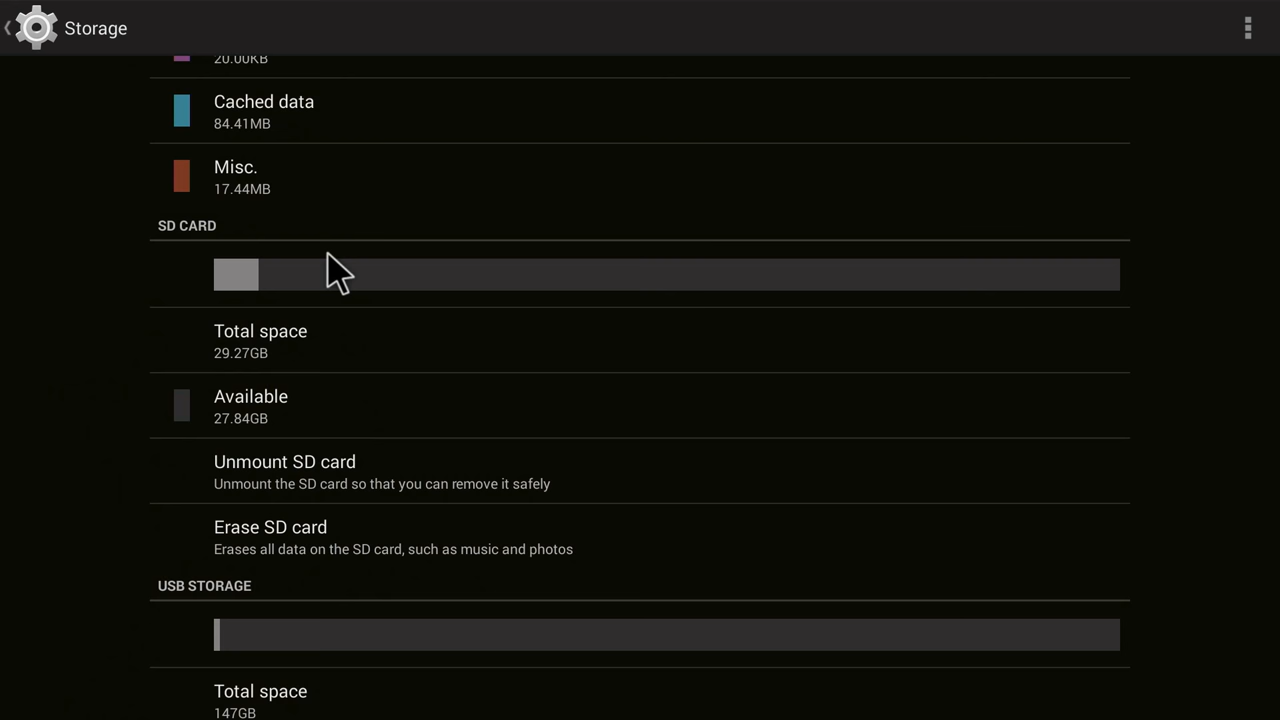 Storage
20.00KB
Cached data
84.41MB
Misc.
17.44MB
SD CARD
Total space
29.27GB
Available
27.84GB
Unmount SD card
Unmount the SD card so that you can remove it safely
Erase SD card
Erases all data on the SD card, such as music and photos
USB STORAGE
Total space
147GB